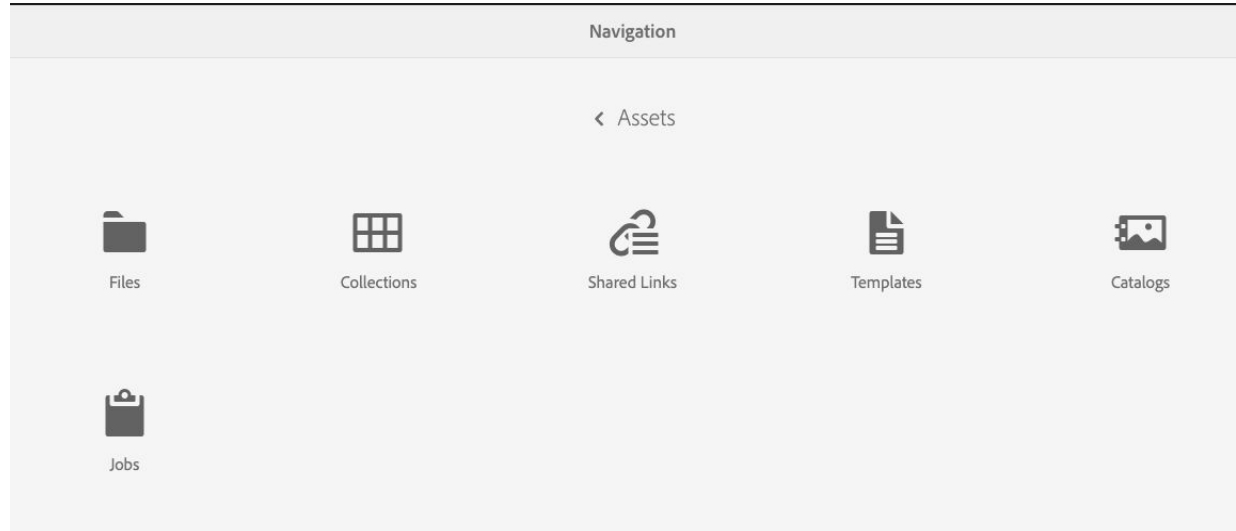 Navigation
< Assets
Files
Collections
Shared Links
Templates
Catalogs
Jobs